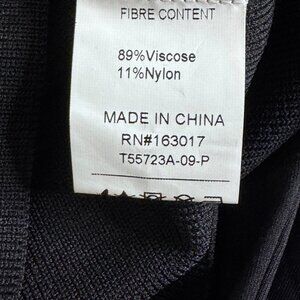 FIBRE CONTENT
89%Viscose
11%Nylon
MADE IN CHINA
RN#163017
T55723A-09-P